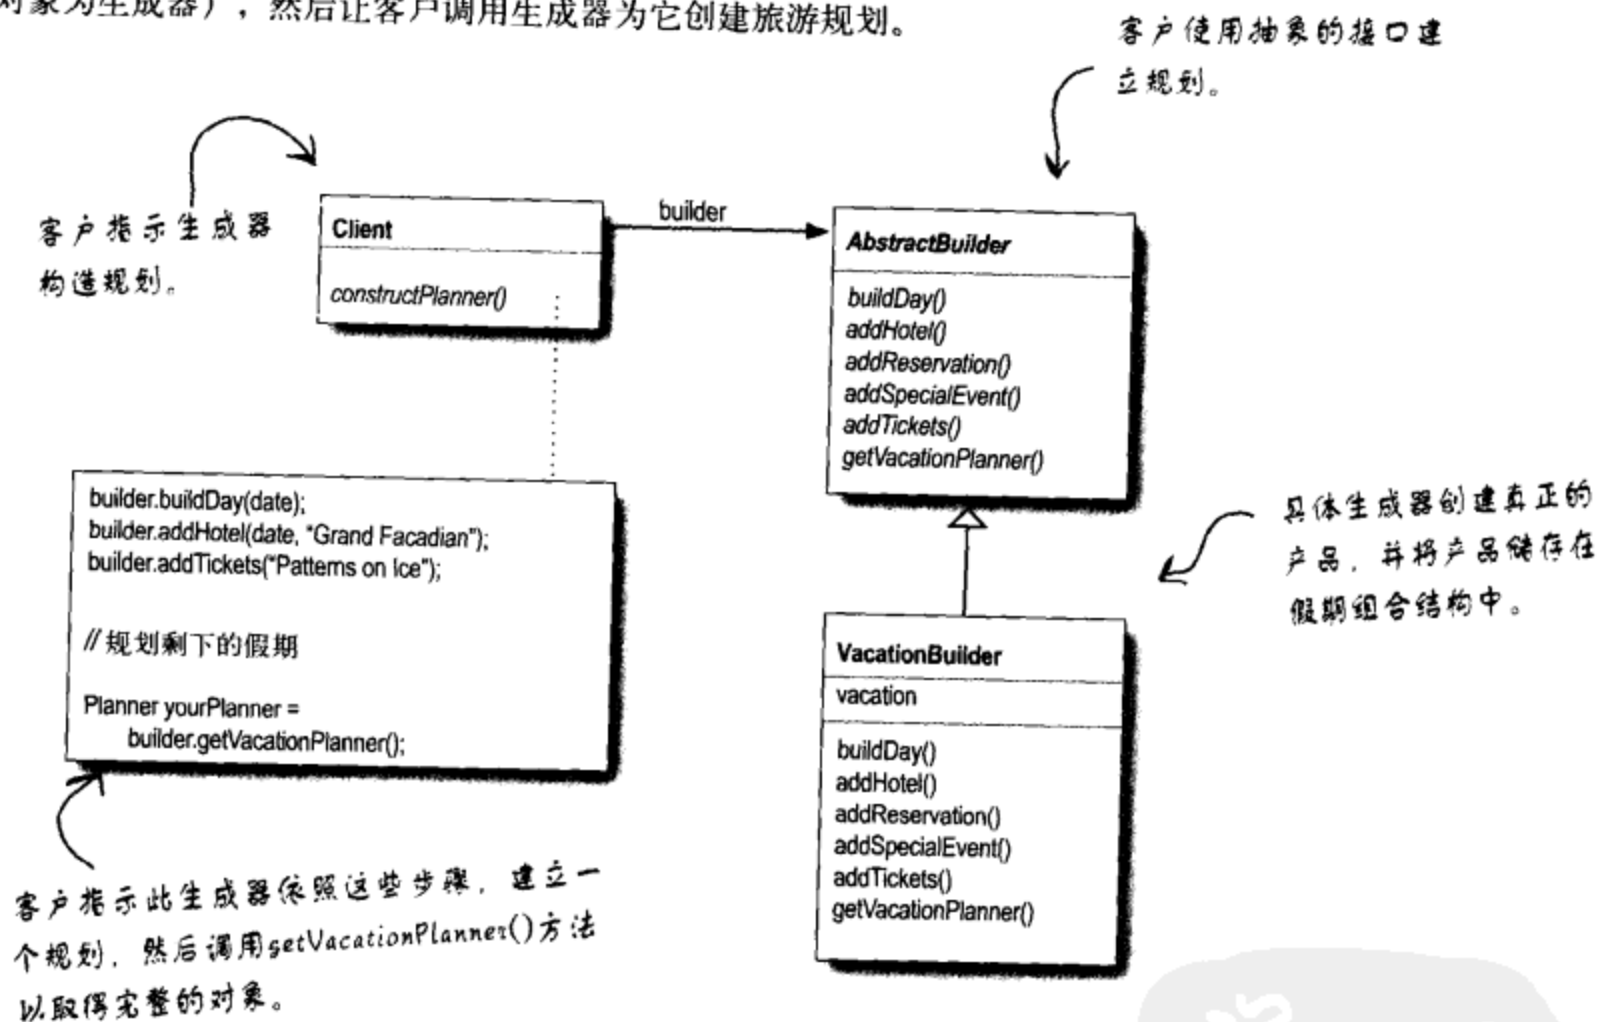 对象为生成器），然后让客户调用生成器为它创建旅游规划。
客户使用抽象的接口建
立规划。
客户指示生成器
构造规划。
Client
constructPlanner()
builder
AbstractBuilder
buildDay()
addHotel()
addReservation()
addSpecialEvent()
addTickets()
getVacationPlanner()
builder.buildDay(date);
builder.addHotel(date, “Grand Facadian”);
builder.addTickets(“Patterns on Ice”);
//规划剩下的假期
Planner yourPlanner =
builder.getVacationPlanner();
具体生成器创建真正的
产品，并将产品储存在
假期组合结构中。
VacationBuilder
vacation
buildDay()
addHotel()
addReservation()
addSpecialEvent()
addTickets()
getVacationPlanner()
客户指示此生成器依照这些步骤，建立一
个规划，然后调用getVacationPlanner()方法
以取得完整的对象。